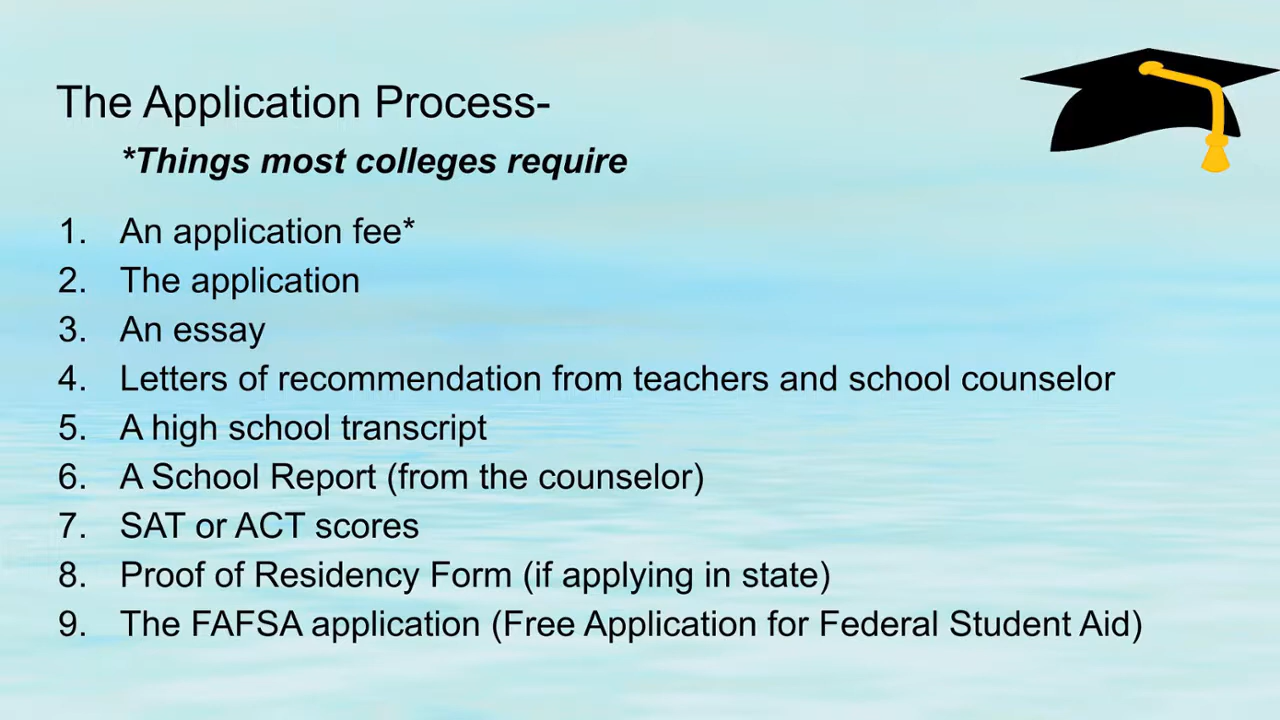 The Application Process-
*Things most colleges require
1. An application fee*
2. The application
3. An essay
4. Letters of recommendation from teachers and school counselor
5. A high school transcript
6. A School Report (from the counselor)
7. SAT or ACT scores
8. Proof of Residency Form (if applying in state)
9. The FAFSA application (Free Application for Federal Student Aid)